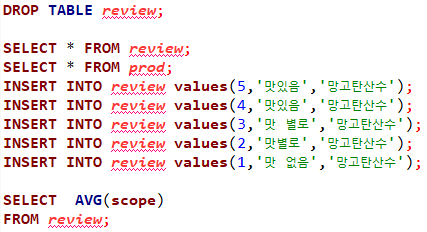 DROP TABLE review;
SELECT * FROM review;
SELECT * FROM prod;
INSERT INTO review values(5,'맛있음','망고탄산수');
INSERT INTO review values(4,'맛있음','망고탄산수');
INSERT INTO review values(3,'맛 별로','망고탄산수');
INSERT INTO review values(2,'맛별로','망고탄산수');
INSERT INTO review values(1,'맛 없음','망고탄산수');
SELECT  AVG(scope)
FROM review;